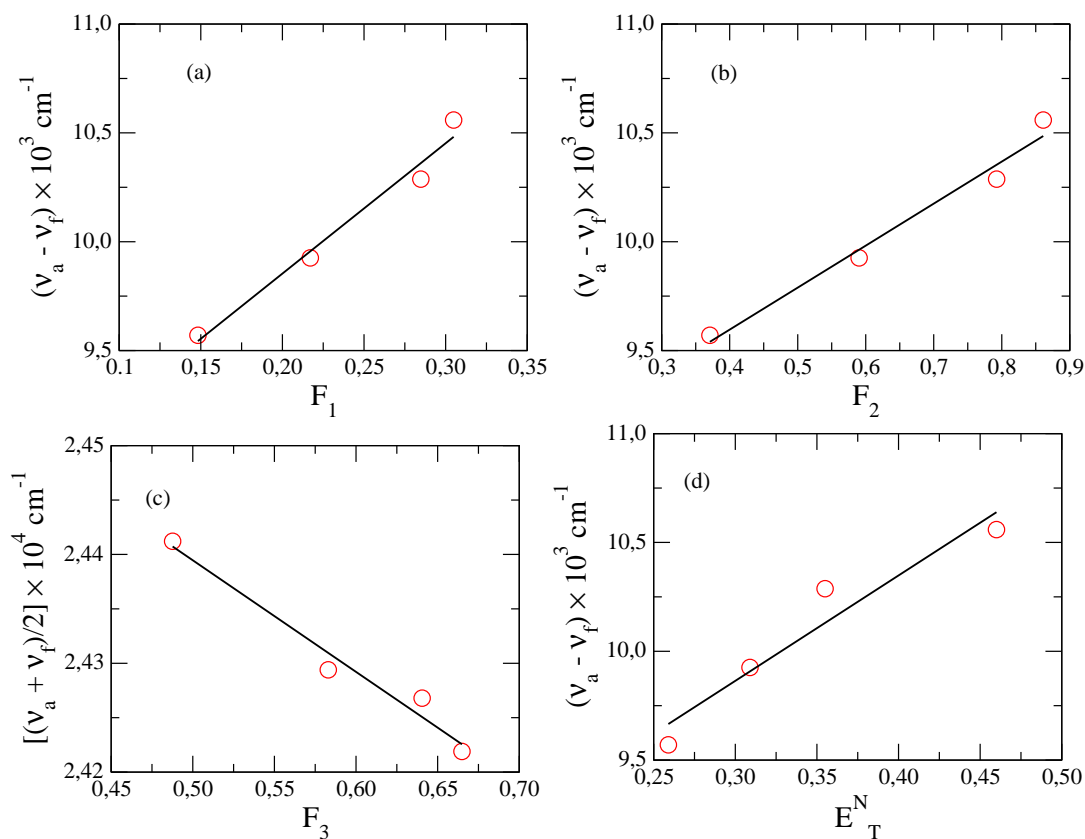 (a)
11,0
10,5
10,0
9,5
(ν_a - ν_f) × 10^3 cm^-1
0.1 0,15 0,20 0,25 0,30 0,35
F_1
(b)
11,0
10,5
10,0
9,5
(ν_a - ν_f) × 10^3 cm^-1
0,3 0,4 0,5 0,6 0,7 0,8 0,9
F_2
(c)
2,45
2,44
2,43
2,42
[(ν_a + ν_f)/2] × 10^4 cm^-1
0,45 0,50 0,55 0,60 0,65 0,70
F_3
(d)
11,0
10,5
10,0
9,5
(ν_a - ν_f) × 10^3 cm^-1
0,25 0,30 0,35 0,40 0,45 0,50
E^N_T